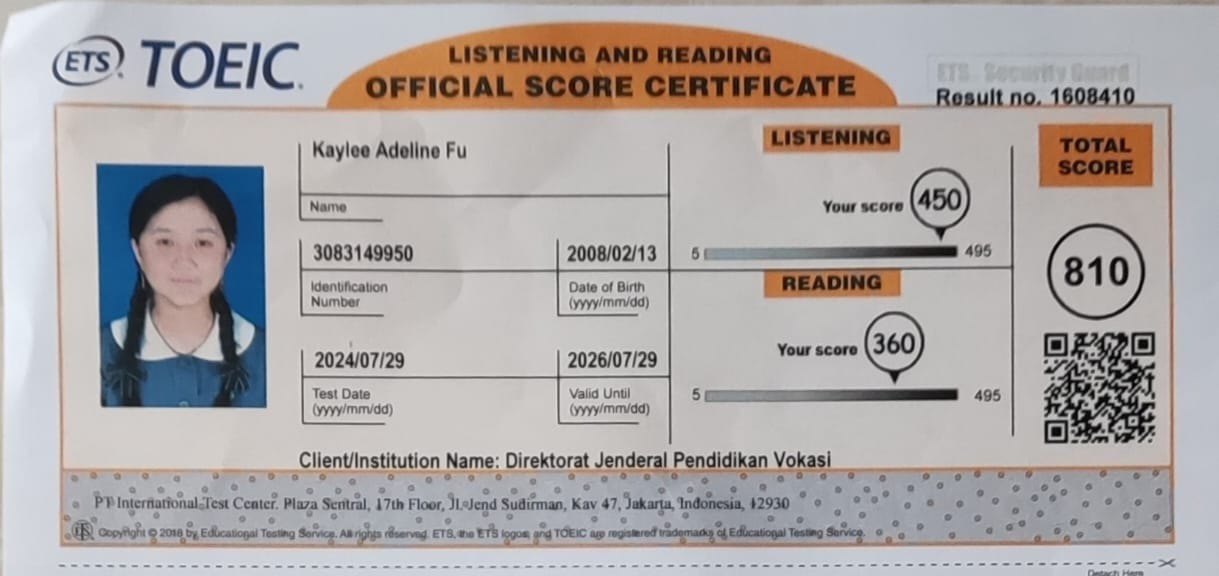 ETS TOEIC.
LISTENING AND READING
OFFICIAL SCORE CERTIFICATE
ETS - Security Guard
Result no. 1608410
Kaylee Adeline Fu
Name
3083149950
Identification
Number
2008/02/13
Date of Birth
(yyyy/mm/dd)
2024/07/29
Test Date
(yyyy/mm/dd)
2026/07/29
Valid Until
(yyyy/mm/dd)
LISTENING
Your score 450
5 495
READING
Your score 360
5 495
TOTAL
SCORE
810
Client/Institution Name: Direktorat Jenderal Pendidikan Vokasi
PT International Test Center. Plaza Sentral, 17th Floor, Jl. Jend Sudirman, Kav 47, Jakarta, Indonesia, 12930
Copyright © 2018 by Educational Testing Service. All rights reserved. ETS, the ETS logos, and TOEIC are registered trademarks of Educational Testing Service.
Detach Here